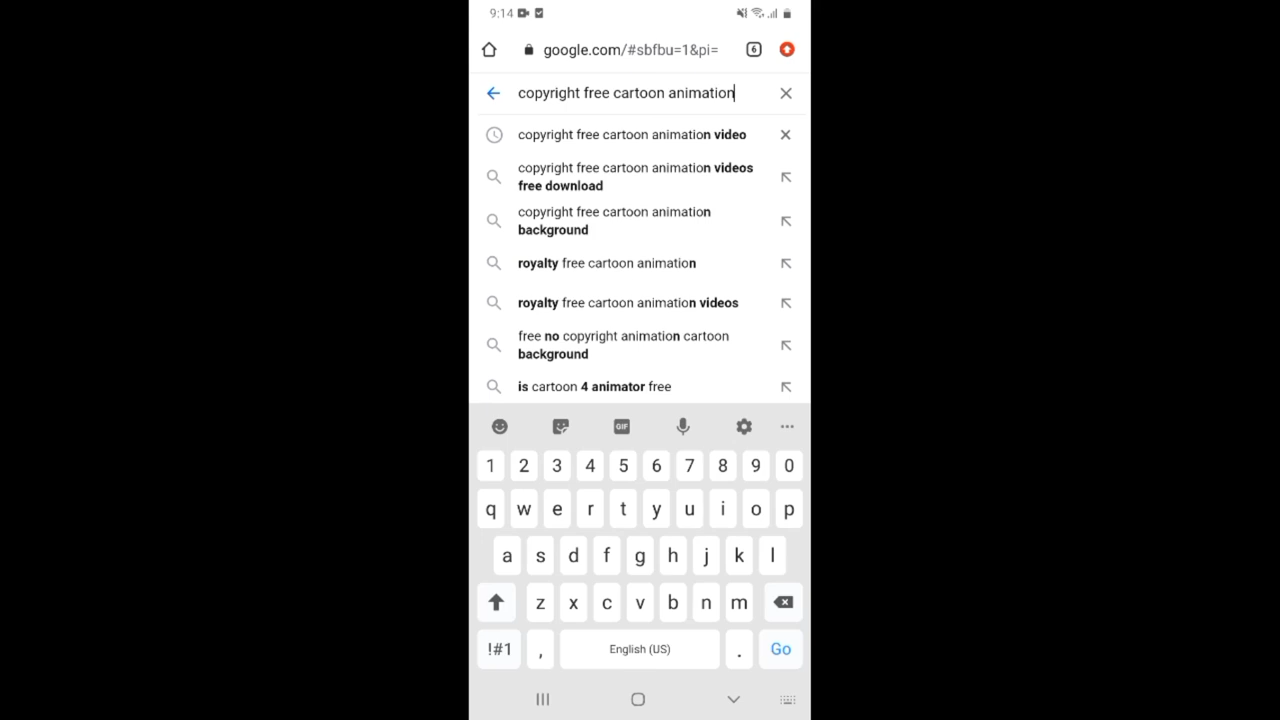 9:14
google.com/#sbfbu=1&pi=
6
copyright free cartoon animation
copyright free cartoon animation video
copyright free cartoon animation videos
free download
copyright free cartoon animation
background
royalty free cartoon animation
royalty free cartoon animation videos
free no copyright animation cartoon
background
is cartoon 4 animator free
GIF
1 2 3 4 5 6 7 8 9 0
q w e r t y u i o p
a s d f g h j k l
z x c v b n m
!#1 , English (US) . Go